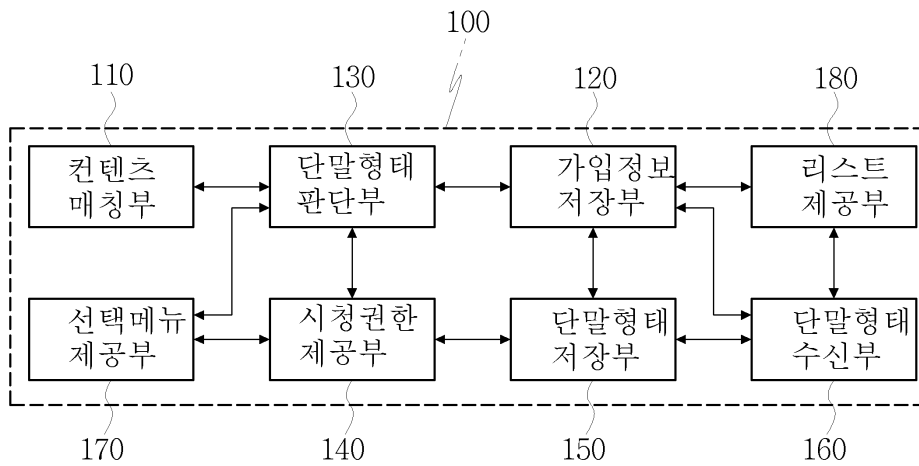 100
110
130
120
180
컨텐츠
매칭부
단말형태
판단부
가입정보
저장부
리스트
제공부
선택메뉴
제공부
시청권한
제공부
단말형태
저장부
단말형태
수신부
170
140
150
160